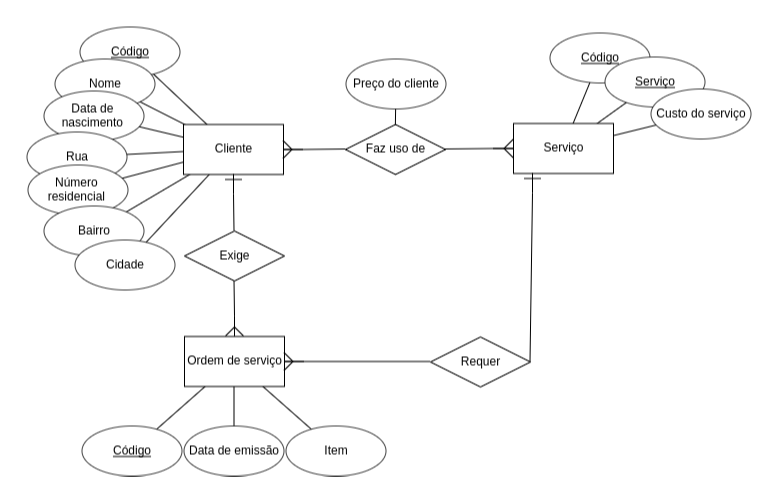 Código
Nome
Data de
nascimento
Rua
Número
residencial
Bairro
Cidade
Cliente
Preço do cliente
Faz uso de
Código
Serviço
Custo do serviço
Serviço
Exige
Ordem de serviço
Requer
Código
Data de emissão
Item